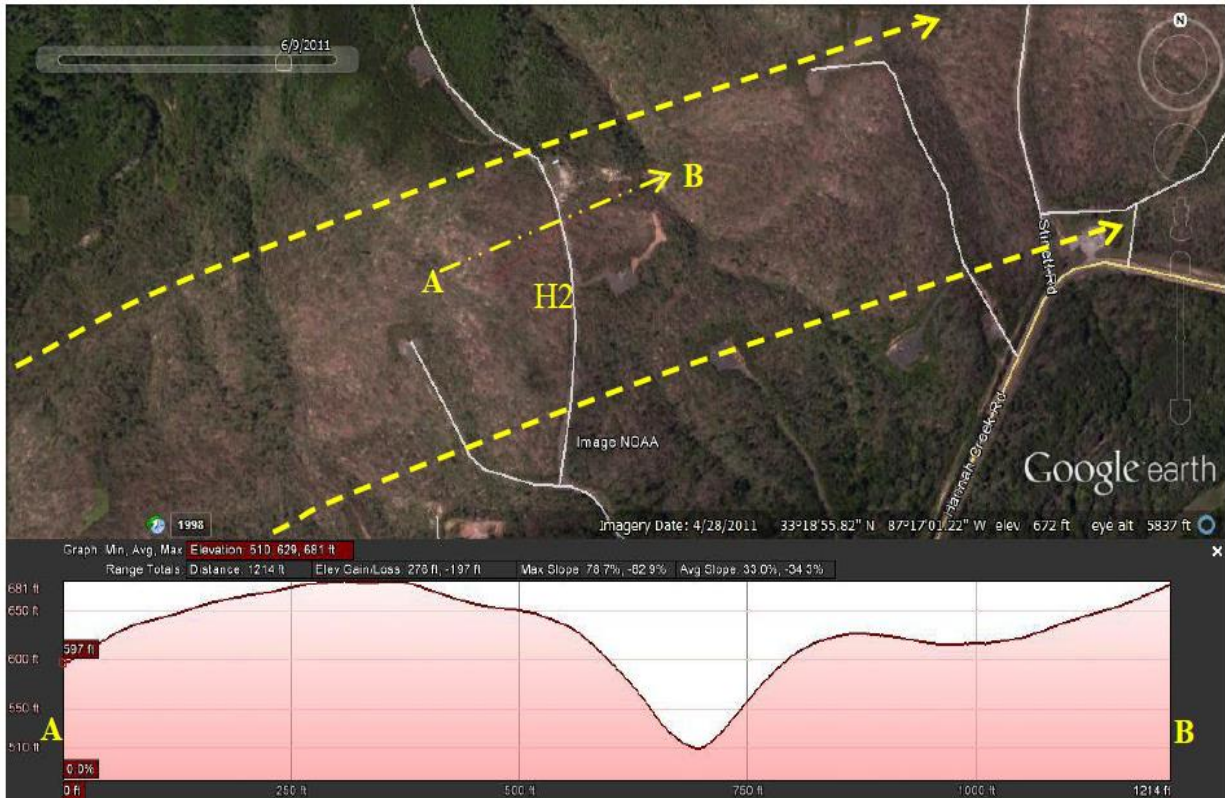 6/9/2011
N
B
A
H2
Stinett Rd
Hannah Creek Rd
Image NOAA
Google earth
1998
Imagery Date: 4/28/2011 33°18'55.82" N 87°17'01.22" W elev 672 ft eye alt 5837 ft
Graph: Min, Avg, Max Elevation: 510, 629, 681 ft
Range Totals: Distance: 1214 ft Elev Gain/Loss: 276 ft, -197 ft Max Slope: 76.7%, -82.9% Avg Slope: 33.0%, -34.3%
681 ft
650 ft
597 ft
600 ft
550 ft
A
B
510 ft
0.0%
0 ft 250 ft 500 ft 750 ft 1000 ft 1214 ft